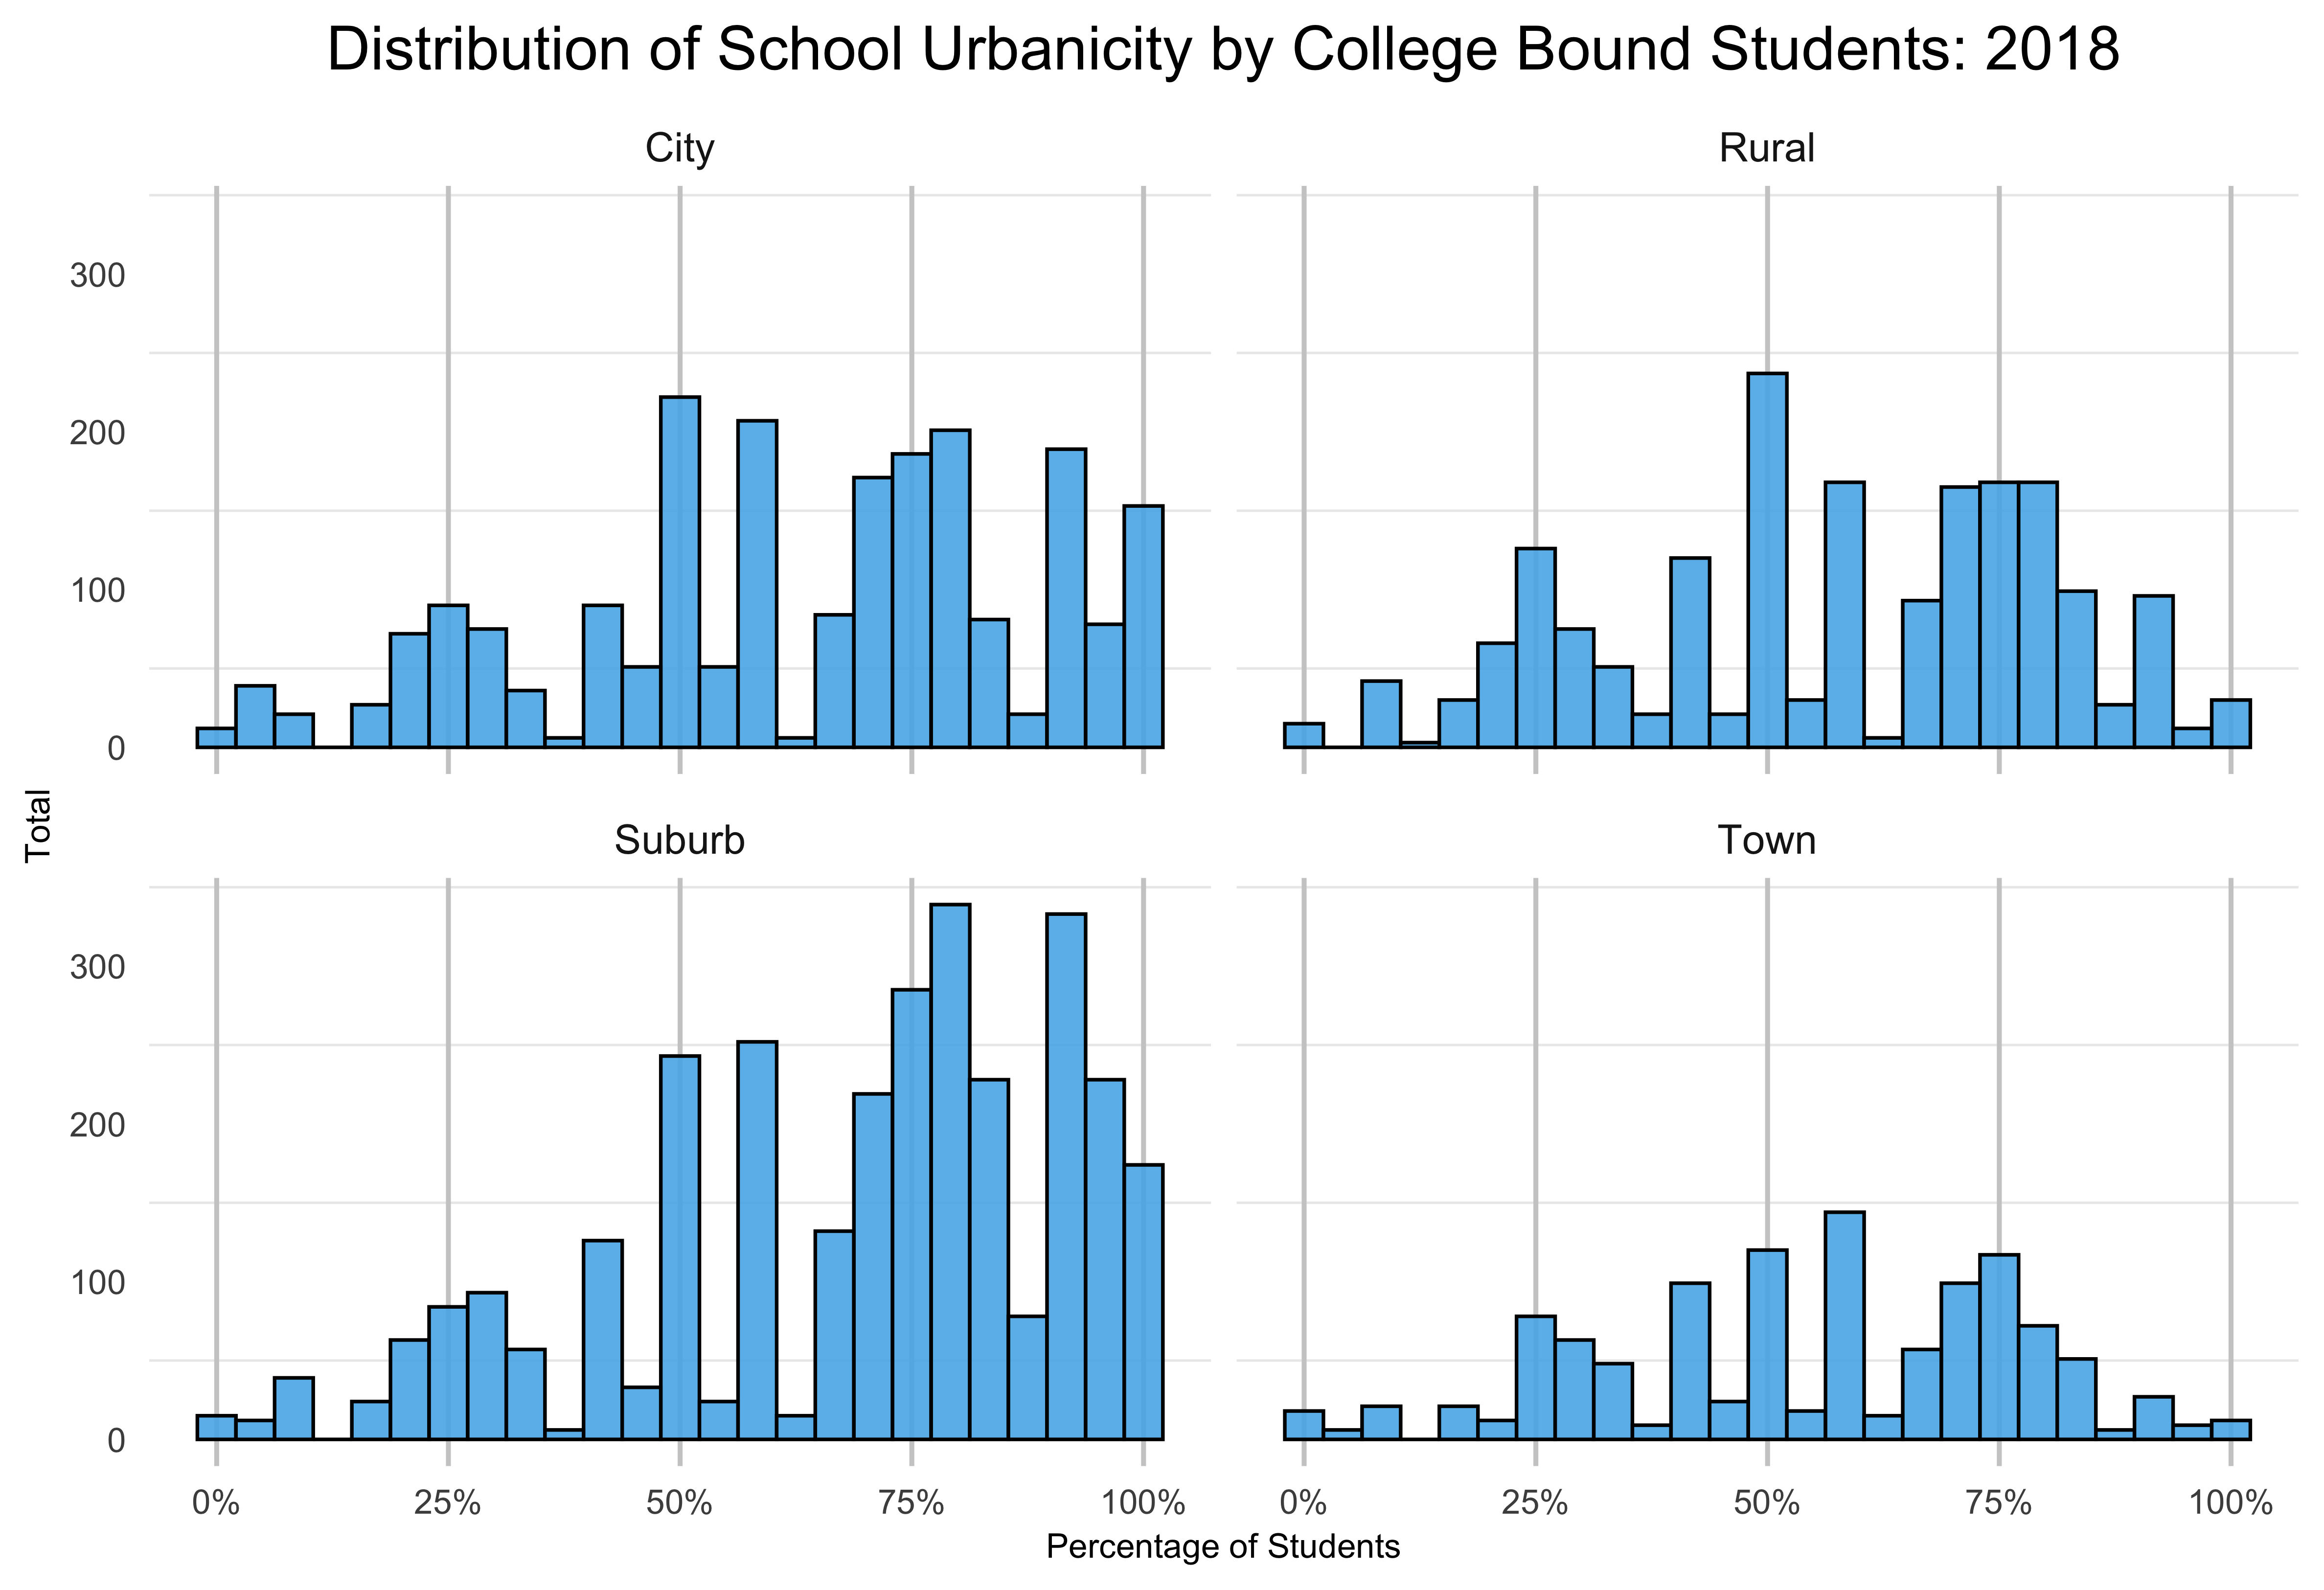 Distribution of School Urbanicity by College Bound Students: 2018
City
Rural
300
200
100
0
Total
Suburb
Town
300
200
100
0
0% 25% 50% 75% 100% 0% 25% 50% 75% 100%
Percentage of Students